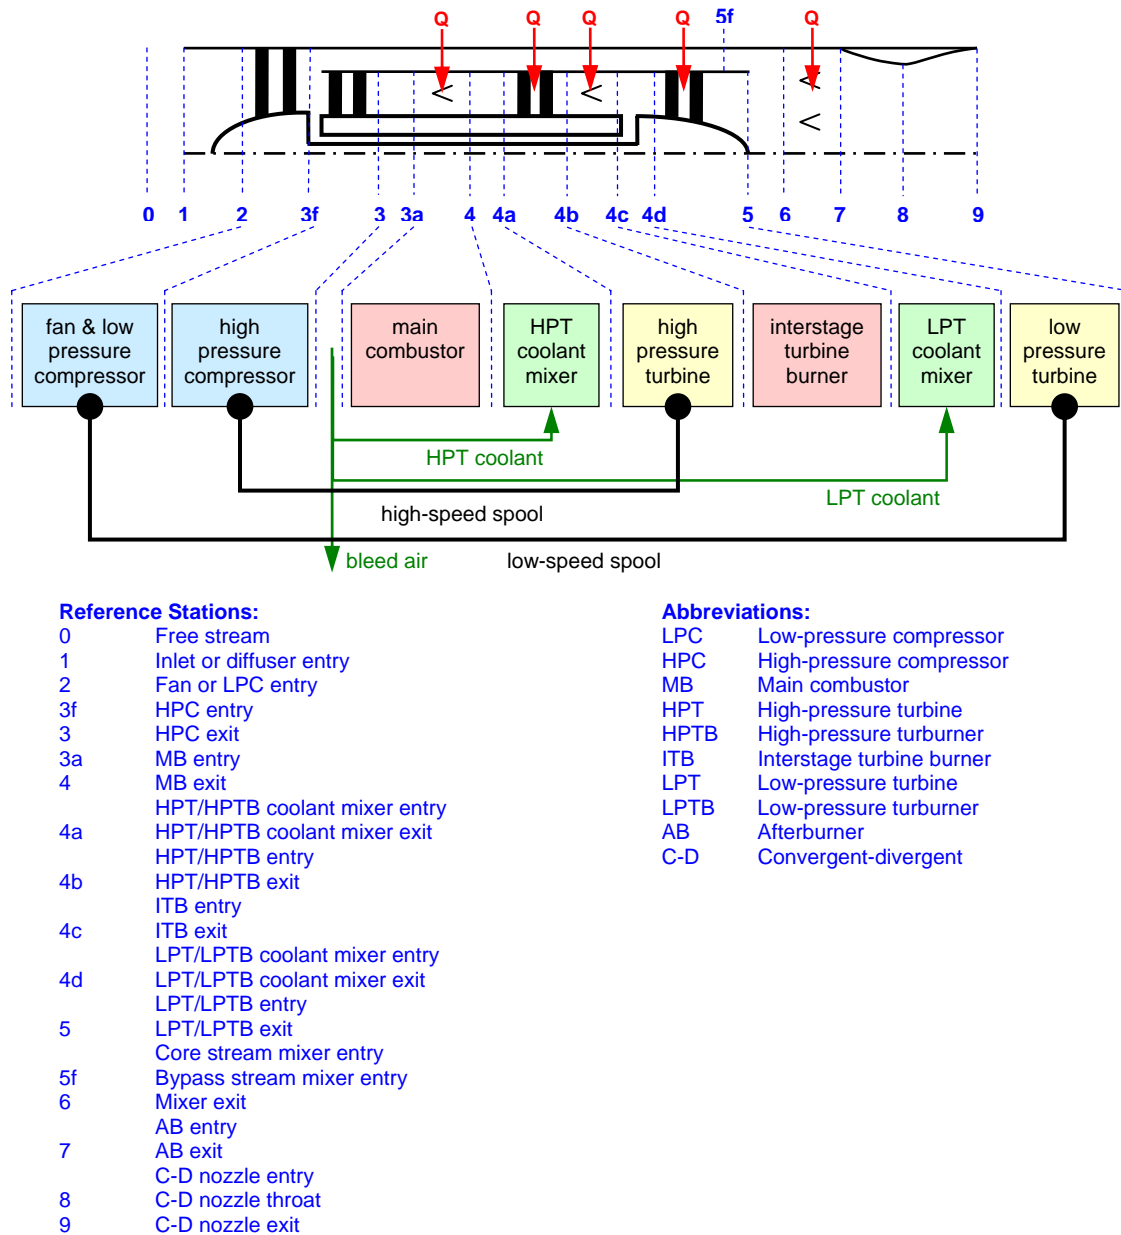 Q Q Q Q 5f Q
0 1 2 3f 3 3a 4 4a 4b 4c 4d 5 6 7 8 9
fan & low
pressure
compressor
high
pressure
compressor
main
combustor
HPT
coolant
mixer
high
pressure
turbine
interstage
turbine
burner
LPT
coolant
mixer
low
pressure
turbine
HPT coolant
LPT coolant
high-speed spool
bleed air
low-speed spool
Reference Stations:
0 Free stream
1 Inlet or diffuser entry
2 Fan or LPC entry
3f HPC entry
3 HPC exit
3a MB entry
4 MB exit
HPT/HPTB coolant mixer entry
4a HPT/HPTB coolant mixer exit
HPT/HPTB entry
4b HPT/HPTB exit
ITB entry
4c ITB exit
LPT/LPTB coolant mixer entry
4d LPT/LPTB coolant mixer exit
LPT/LPTB entry
5 LPT/LPTB exit
Core stream mixer entry
5f Bypass stream mixer entry
6 Mixer exit
AB entry
7 AB exit
C-D nozzle entry
8 C-D nozzle throat
9 C-D nozzle exit
Abbreviations:
LPC Low-pressure compressor
HPC High-pressure compressor
MB Main combustor
HPT High-pressure turbine
HPTB High-pressure turburner
ITB Interstage turbine burner
LPT Low-pressure turbine
LPTB Low-pressure turburner
AB Afterburner
C-D Convergent-divergent